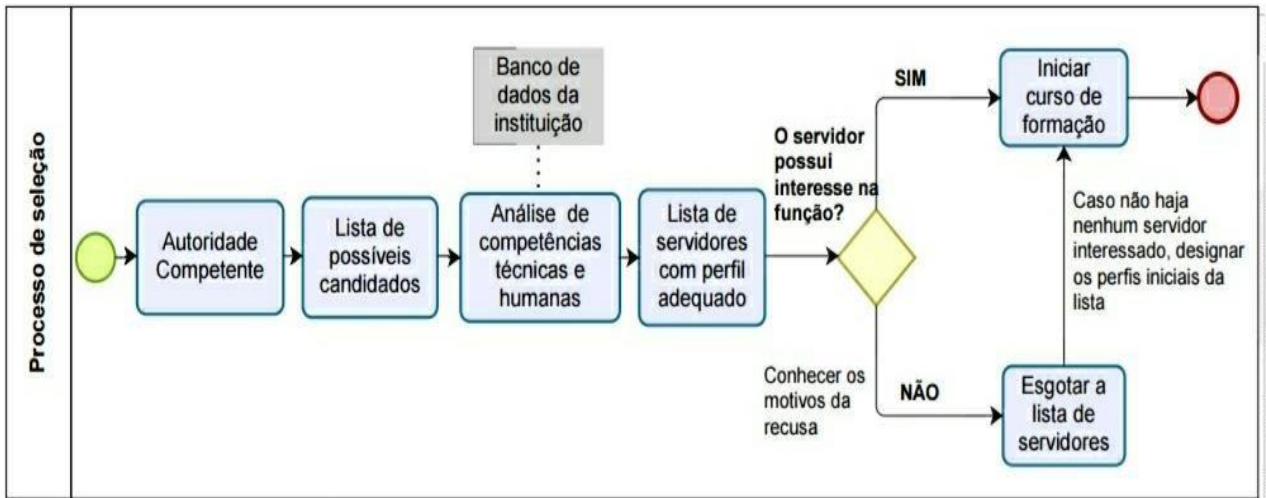 Processo de seleção
Autoridade
Competente
Lista de
possíveis
candidados
Banco de
dados da
instituição
Análise de
competências
técnicas e
humanas
Lista de
servidores
com perfil
adequado
O servidor
possui
interesse na
função?
SIM
Iniciar
curso de
formação
Conhecer os
motivos da
recusa
NÃO
Esgotar a
lista de
servidores
Caso não haja
nenhum servidor
interessado, designar
os perfis iniciais da
lista